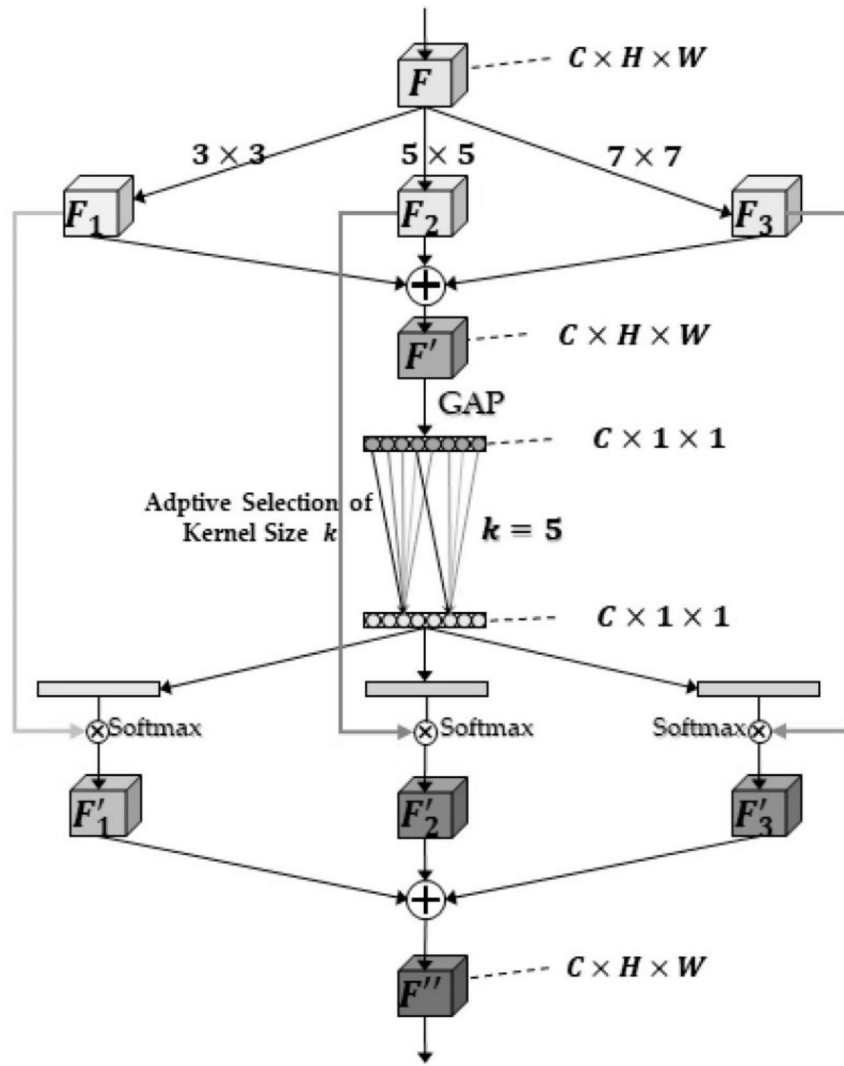 F
C × H × W
3 × 3
5 × 5
7 × 7
F₁
F₂
F₃
F′
C × H × W
GAP
C × 1 × 1
Adptive Selection of
Kernel Size k
k = 5
C × 1 × 1
Softmax
Softmax
Softmax
F′₁
F′₂
F′₃
F′′
C × H × W